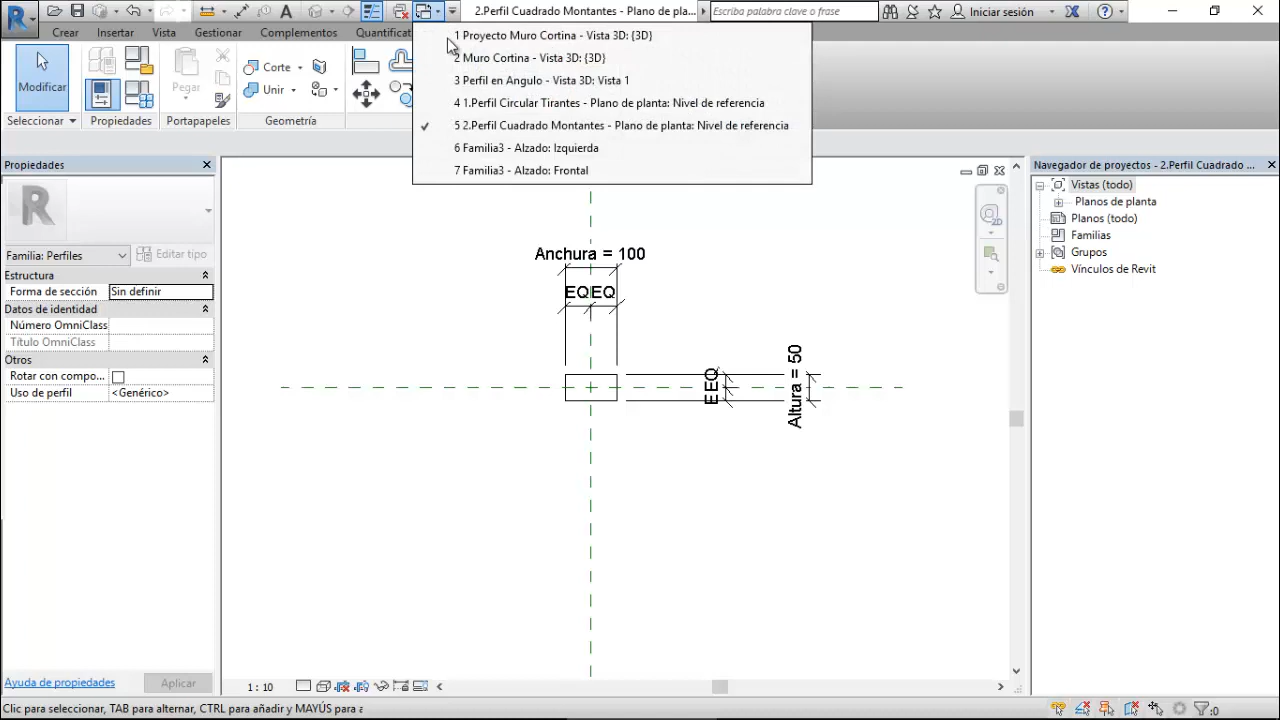 2.Perfil Cuadrado Montantes - Plano de pla...
Escriba palabra clave o frase
Iniciar sesión
Crear
Insertar
Vista
Gestionar
Complementos
Quantificat
1 Proyecto Muro Cortina - Vista 3D: {3D}
2 Muro Cortina - Vista 3D: {3D}
3 Perfil en Angulo - Vista 3D: Vista 1
4 1.Perfil Circular Tirantes - Plano de planta: Nivel de referencia
5 2.Perfil Cuadrado Montantes - Plano de planta: Nivel de referencia
6 Familia3 - Alzado: Izquierda
7 Familia3 - Alzado: Frontal
Modificar
Pegar
Corte
Unir
Seleccionar
Propiedades
Portapapeles
Geometría
Propiedades
Familia: Perfiles
Editar tipo
Estructura
Forma de sección
Sin definir
Datos de identidad
Número OmniClass
Título OmniClass
Otros
Rotar con compo...
Uso de perfil
<Genérico>
Ayuda de propiedades
Aplicar
Anchura = 100
EQEQ
EEQ
Altura = 50
Navegador de proyectos - 2.Perfil Cuadrado ...
Vistas (todo)
Planos de planta
Planos (todo)
Familias
Grupos
Vínculos de Revit
1 : 10
Clic para seleccionar, TAB para alternar, CTRL para añadir y MAYÚS para a
:0